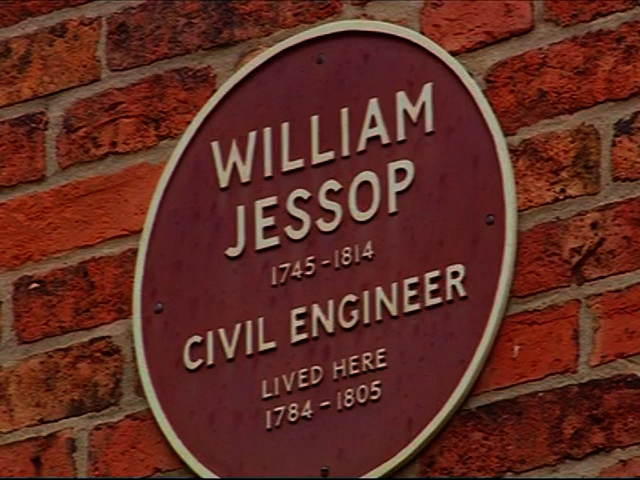 WILLIAM
JESSOP
1745-1814
CIVIL ENGINEER
LIVED HERE
1784-1805